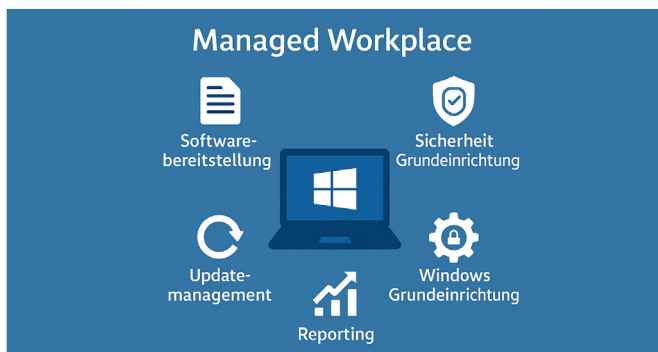 Managed Workplace
Software-
bereitstellung
Sicherheit
Grundeinrichtung
Update-
management
Windows
Grundeinrichtung
Reporting